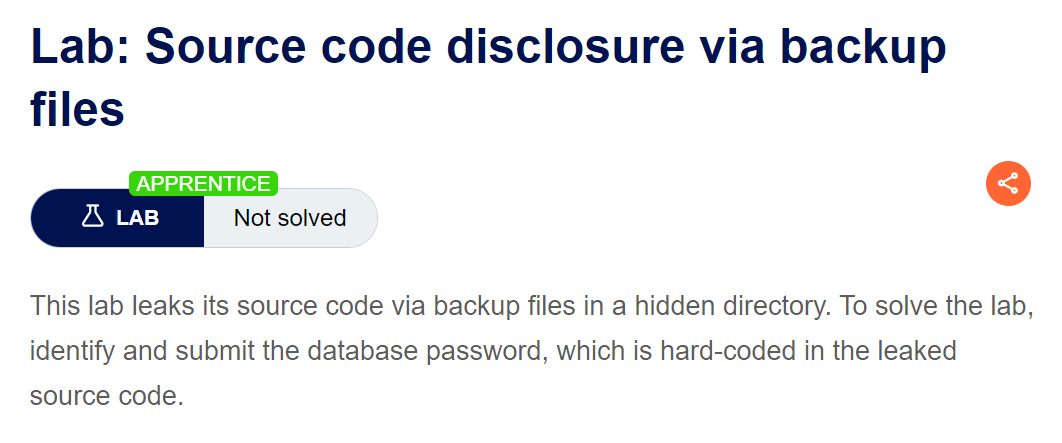 Lab: Source code disclosure via backup
files
APPRENTICE
LAB
Not solved
This lab leaks its source code via backup files in a hidden directory. To solve the lab,
identify and submit the database password, which is hard-coded in the leaked
source code.